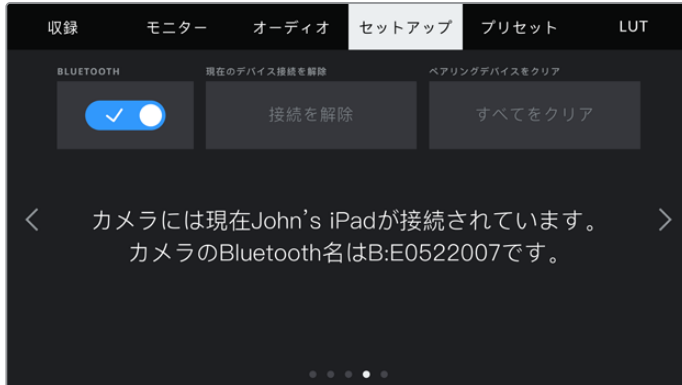 収録 モニター オーディオ セットアップ プリセット LUT
BLUETOOTH 現在のデバイス接続を解除 ペアリングデバイスをクリア
接続を解除 すべてをクリア
カメラには現在John's iPadが接続されています。
カメラのBluetooth名はB:E0522007です。